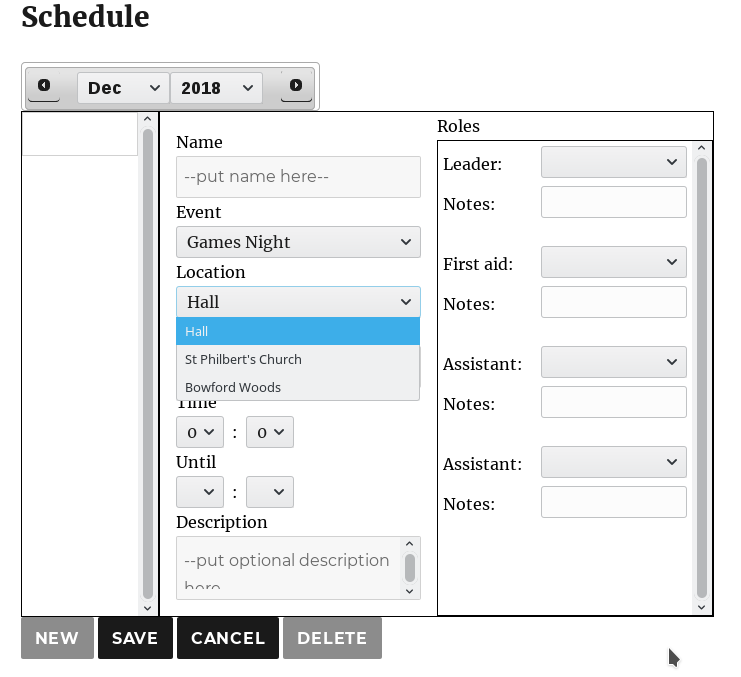 Schedule
Dec 2018
Name
--put name here--
Event
Games Night
Location
Hall
Hall
St Philbert's Church
Bowford Woods
Time
0 : 0
Until
:
Description
--put optional description
here--
Roles
Leader:
Notes:
First aid:
Notes:
Assistant:
Notes:
Assistant:
Notes:
NEW SAVE CANCEL DELETE